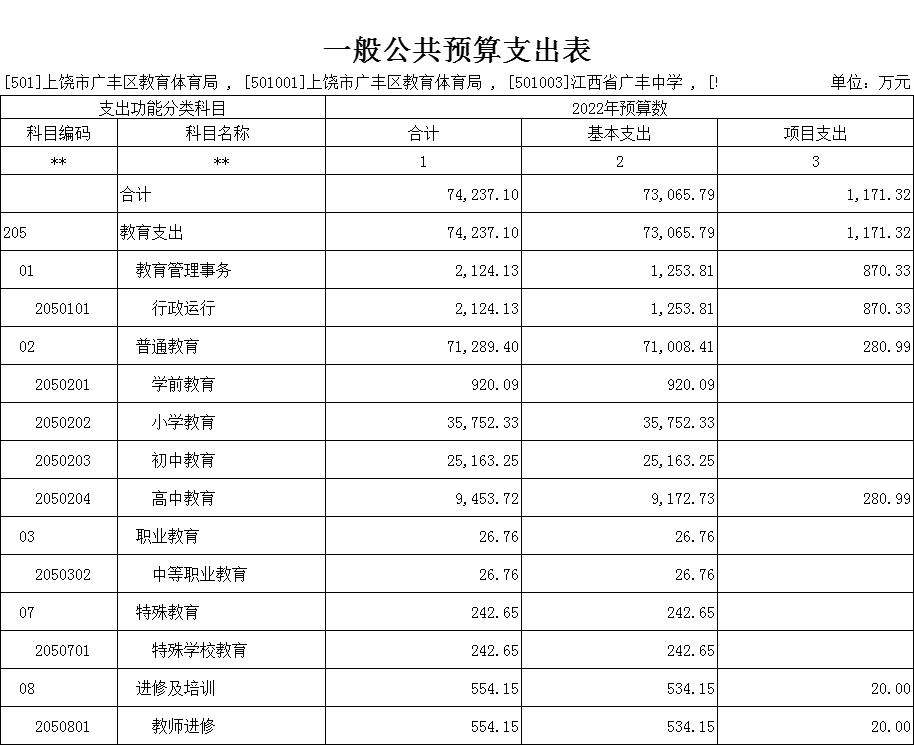 一般公共预算支出表
[501]上饶市广丰区教育体育局 , [501001]上饶市广丰区教育体育局 , [501003]江西省广丰中学 , [ 单位: 万元
支出功能分类科目 2022年预算数
科目编码 科目名称 合计 基本支出 项目支出
** ** 1 2 3
合计 74,237.10 73,065.79 1,171.32
205 教育支出 74,237.10 73,065.79 1,171.32
01 教育管理事务 2,124.13 1,253.81 870.33
2050101 行政运行 2,124.13 1,253.81 870.33
02 普通教育 71,289.40 71,008.41 280.99
2050201 学前教育 920.09 920.09
2050202 小学教育 35,752.33 35,752.33
2050203 初中教育 25,163.25 25,163.25
2050204 高中教育 9,453.72 9,172.73 280.99
03 职业教育 26.76 26.76
2050302 中等职业教育 26.76 26.76
07 特殊教育 242.65 242.65
2050701 特殊学校教育 242.65 242.65
08 进修及培训 554.15 534.15 20.00
2050801 教师进修 554.15 534.15 20.00